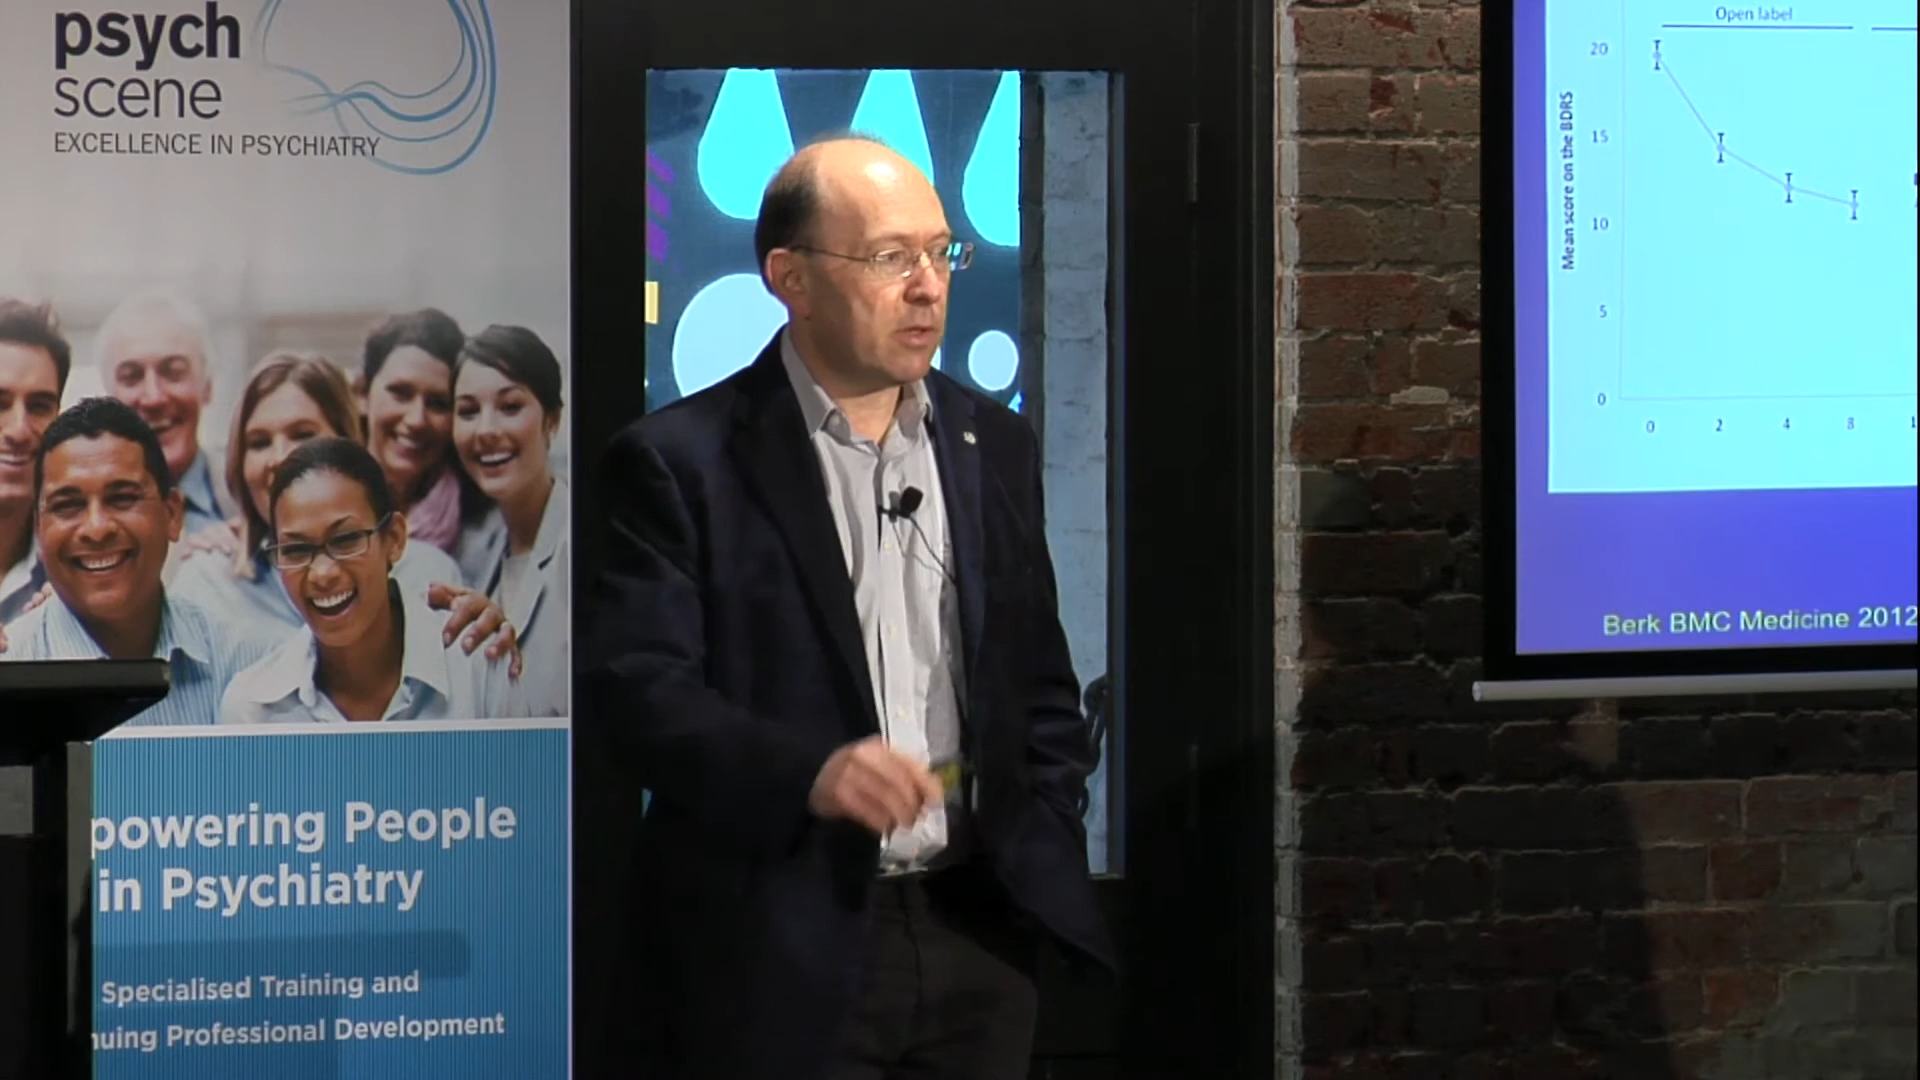 psych
scene
EXCELLENCE IN PSYCHIATRY
powering People
in Psychiatry
Specialised Training and
nuing Professional Development
Open label
Mean score on the BDRS
20
15
10
5
0
0 2 4 8 1
Berk BMC Medicine 2012